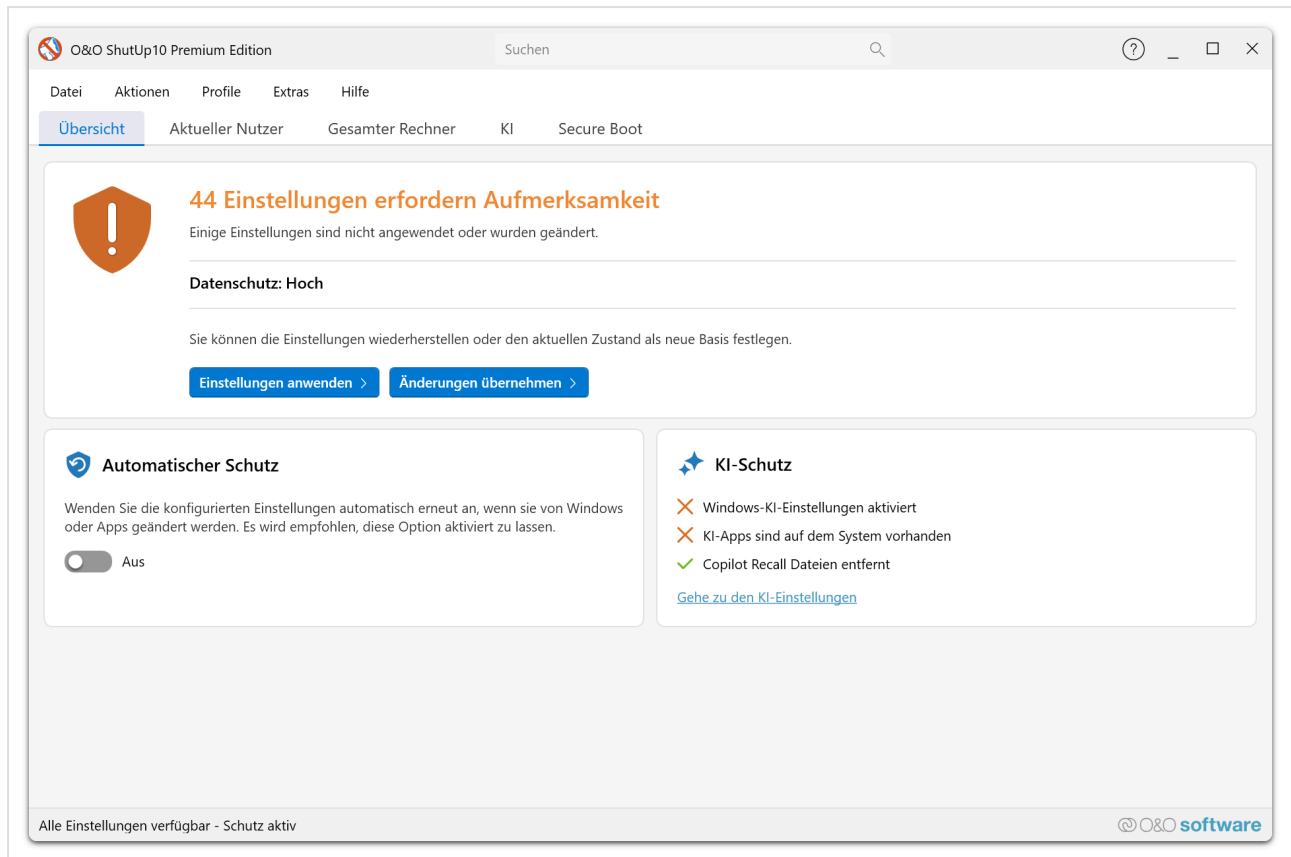 O&O ShutUp10 Premium Edition
Suchen
?
Datei Aktionen Profile Extras Hilfe
Übersicht Aktueller Nutzer Gesamter Rechner KI Secure Boot
44 Einstellungen erfordern Aufmerksamkeit
Einige Einstellungen sind nicht angewendet oder wurden geändert.
Datenschutz: Hoch
Sie können die Einstellungen wiederherstellen oder den aktuellen Zustand als neue Basis festlegen.
Einstellungen anwenden > Änderungen übernehmen >
Automatischer Schutz
Wenden Sie die konfigurierten Einstellungen automatisch erneut an, wenn sie von Windows
oder Apps geändert werden. Es wird empfohlen, diese Option aktiviert zu lassen.
Aus
KI-Schutz
Windows-KI-Einstellungen aktiviert
KI-Apps sind auf dem System vorhanden
Copilot Recall Dateien entfernt
Gehe zu den KI-Einstellungen
Alle Einstellungen verfügbar - Schutz aktiv
O&O software